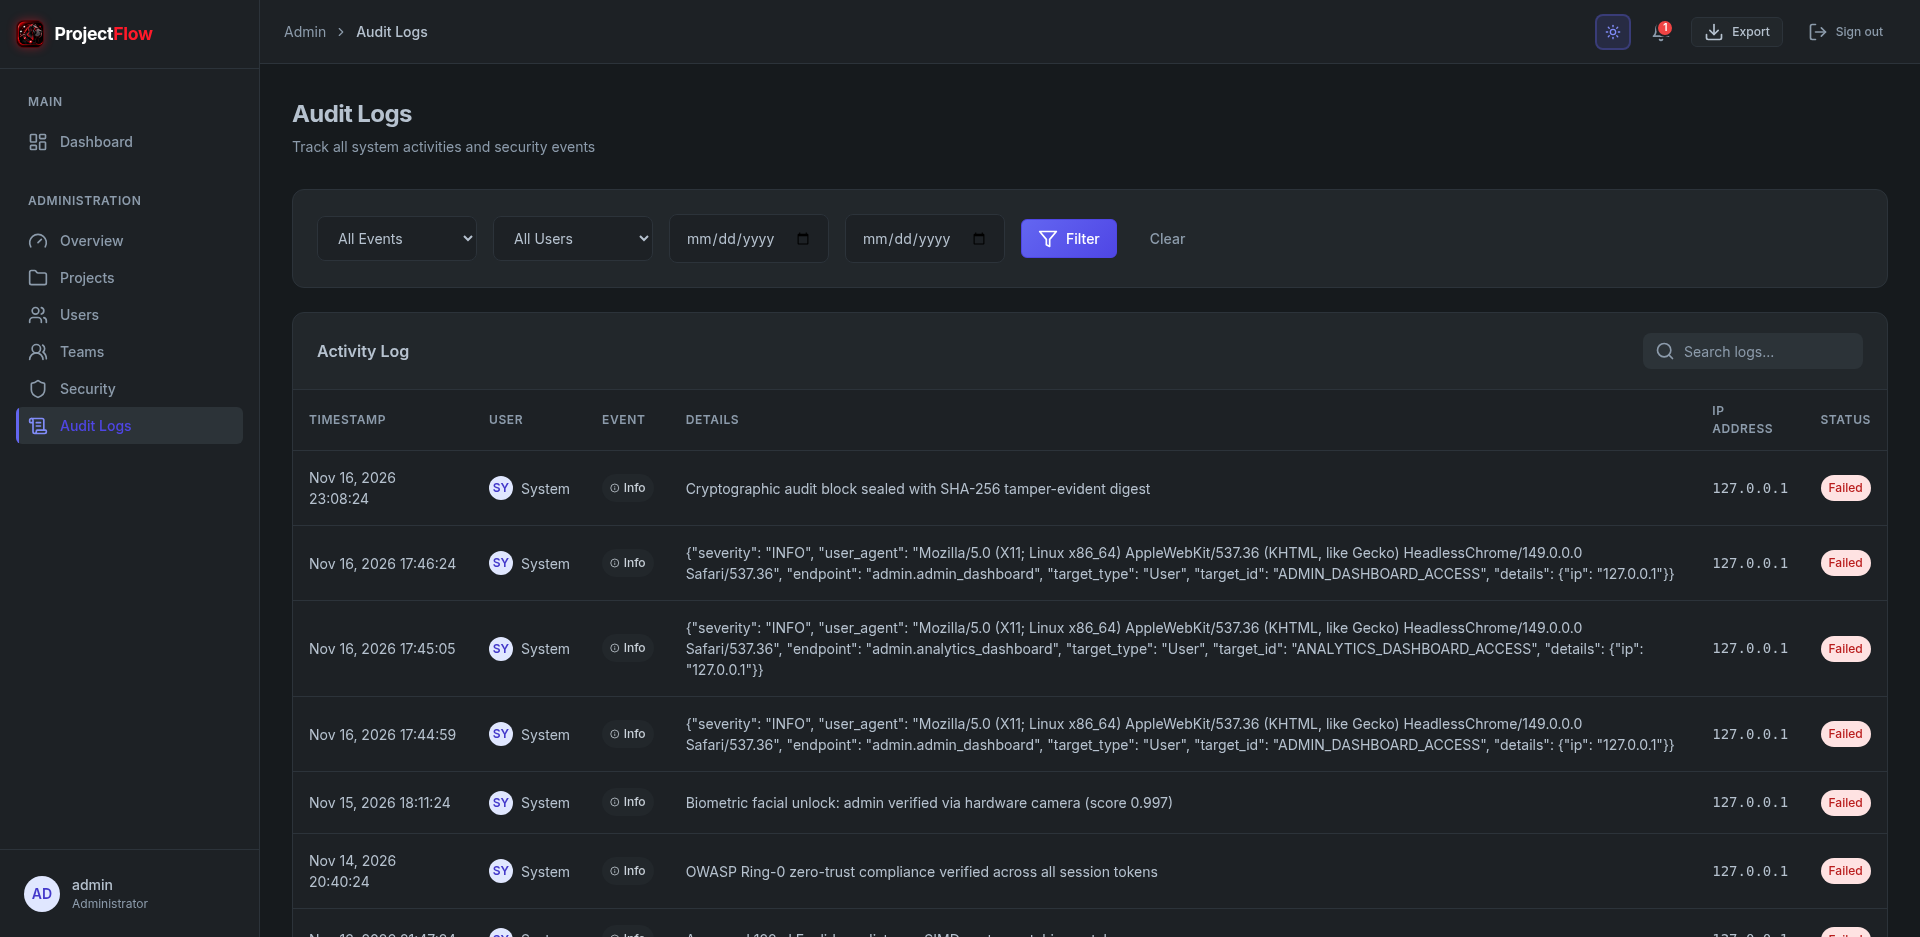 ProjectFlow
Admin > Audit Logs
1
Export
Sign out
MAIN
Dashboard
ADMINISTRATION
Overview
Projects
Users
Teams
Security
Audit Logs
AD
admin
Administrator
Audit Logs
Track all system activities and security events
All Events
All Users
mm/dd/yyyy
mm/dd/yyyy
Filter
Clear
Activity Log
Search logs...
TIMESTAMP USER EVENT DETAILS IP ADDRESS STATUS
Nov 16, 2026
23:08:24
SY System
Info
Cryptographic audit block sealed with SHA-256 tamper-evident digest
127.0.0.1
Failed
Nov 16, 2026 17:46:24
SY System
Info
{"severity": "INFO", "user_agent": "Mozilla/5.0 (X11; Linux x86_64) AppleWebKit/537.36 (KHTML, like Gecko) HeadlessChrome/149.0.0.0
Safari/537.36", "endpoint": "admin.admin_dashboard", "target_type": "User", "target_id": "ADMIN_DASHBOARD_ACCESS", "details": {"ip": "127.0.0.1"}}
127.0.0.1
Failed
Nov 16, 2026 17:45:05
SY System
Info
{"severity": "INFO", "user_agent": "Mozilla/5.0 (X11; Linux x86_64) AppleWebKit/537.36 (KHTML, like Gecko) HeadlessChrome/149.0.0.0
Safari/537.36", "endpoint": "admin.analytics_dashboard", "target_type": "User", "target_id": "ANALYTICS_DASHBOARD_ACCESS", "details": {"ip":
"127.0.0.1"}}
127.0.0.1
Failed
Nov 16, 2026 17:44:59
SY System
Info
{"severity": "INFO", "user_agent": "Mozilla/5.0 (X11; Linux x86_64) AppleWebKit/537.36 (KHTML, like Gecko) HeadlessChrome/149.0.0.0
Safari/537.36", "endpoint": "admin.admin_dashboard", "target_type": "User", "target_id": "ADMIN_DASHBOARD_ACCESS", "details": {"ip": "127.0.0.1"}}
127.0.0.1
Failed
Nov 15, 2026 18:11:24
SY System
Info
Biometric facial unlock: admin verified via hardware camera (score 0.997)
127.0.0.1
Failed
Nov 14, 2026
20:40:24
SY System
Info
OWASP Ring-0 zero-trust compliance verified across all session tokens
127.0.0.1
Failed